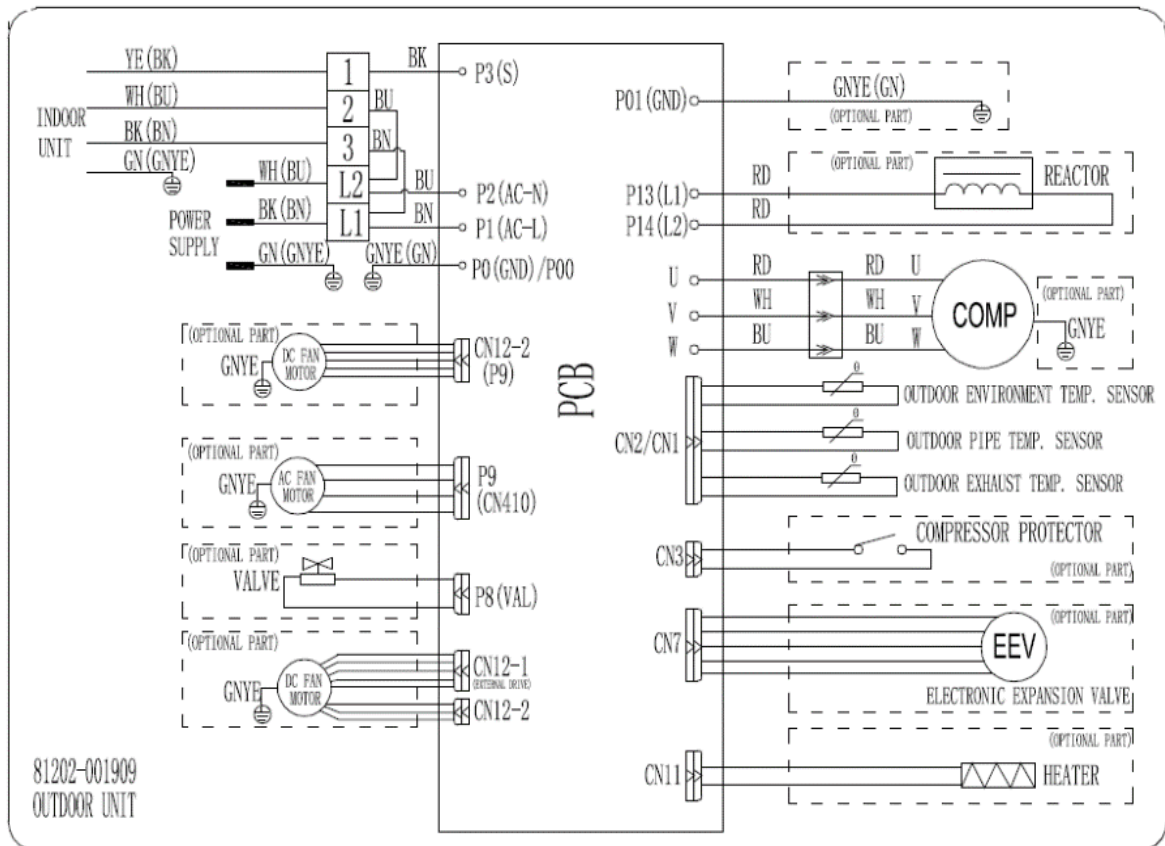 YE(BK)
WH(BU)
INDOOR
UNIT
BK(BN)
GN(GNYE)
1
2
3
L2
L1
BK
BU
BN
BU
BN
WH(BU)
BK(BN)
POWER
SUPPLY
GN(GNYE)
GNYE(GN)
P3(S)
P2(AC-N)
P1(AC-L)
P0(GND)/P00
(OPTIONAL PART)
GNYE
DC FAN
MOTOR
CN12-2
(P9)
(OPTIONAL PART)
GNYE
AC FAN
MOTOR
P9
(CN410)
(OPTIONAL PART)
VALVE
P8(VAL)
(OPTIONAL PART)
GNYE
DC FAN
MOTOR
CN12-1
(EXTERNAL DRIVE)
CN12-2
81202-001909
OUTDOOR UNIT
PCB
P01(GND)
GNYE(GN)
(OPTIONAL PART)
(OPTIONAL PART)
P13(L1)
RD
REACTOR
P14(L2)
RD
U
RD
RD
U
V
WH
WH
V
W
BU
BU
W
COMP
(OPTIONAL PART)
GNYE
CN2/CN1
θ
OUTDOOR ENVIRONMENT TEMP. SENSOR
θ
OUTDOOR PIPE TEMP. SENSOR
θ
OUTDOOR EXHAUST TEMP. SENSOR
CN3
COMPRESSOR PROTECTOR
(OPTIONAL PART)
CN7
(OPTIONAL PART)
EEV
ELECTRONIC EXPANSION VALVE
(OPTIONAL PART)
CN11
HEATER